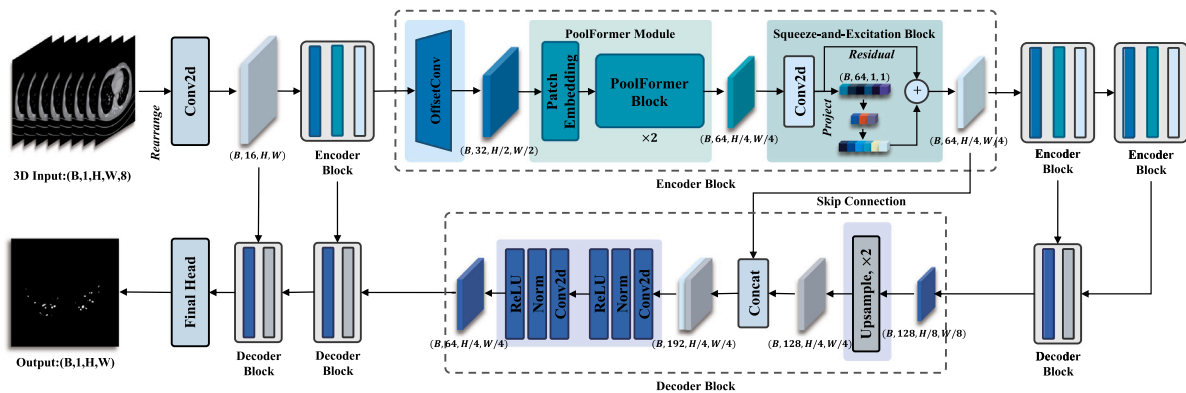 3D Input:(B,1,H,W,8)
Rearrange
Conv2d
(B, 16, H, W)
Encoder
Block
OffsetConv
(B, 32, H/2, W/2)
PoolFormer Module
Patch
Embedding
PoolFormer
Block
×2
(B, 64, H/4, W/4)
Squeeze-and-Excitation Block
Residual
Conv2d
(B, 64, 1, 1)
Project
+
(B, 64, H/4, W/4)
Encoder Block
Encoder
Block
Encoder
Block
Skip Connection
Output:(B,1,H,W)
Final Head
Decoder
Block
Decoder
Block
(B, 64, H/4, W/4)
ReLU
Norm
Conv2d
ReLU
Norm
Conv2d
(B, 192, H/4, W/4)
Concat
(B, 128, H/4, W/4)
Upsample, ×2
(B, 128, H/8, W/8)
Decoder Block
Decoder
Block